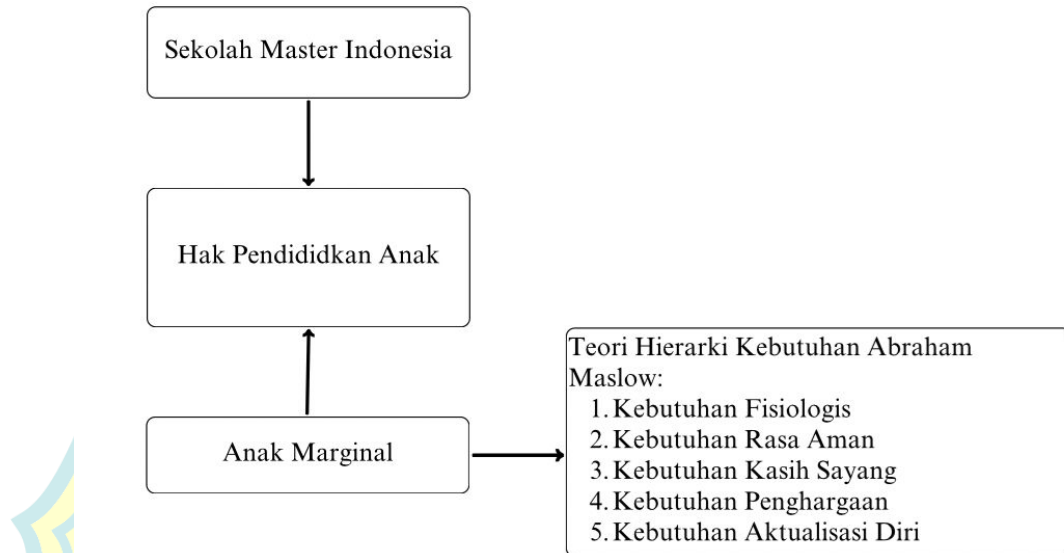 Sekolah Master Indonesia
Hak Pendididkan Anak
Anak Marginal
Teori Hierarki Kebutuhan Abraham
Maslow:
1. Kebutuhan Fisiologis
2. Kebutuhan Rasa Aman
3. Kebutuhan Kasih Sayang
4. Kebutuhan Penghargaan
5. Kebutuhan Aktualisasi Diri